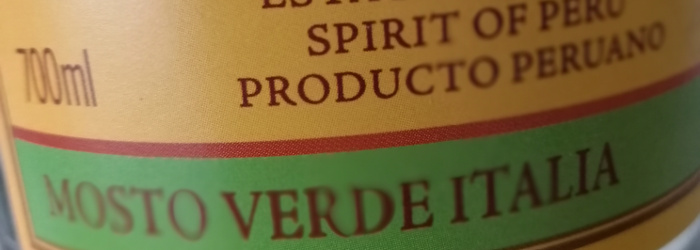 SPIRIT OF PERU
700ml
PRODUCTO PERUANO
MOSTO VERDE ITALIA